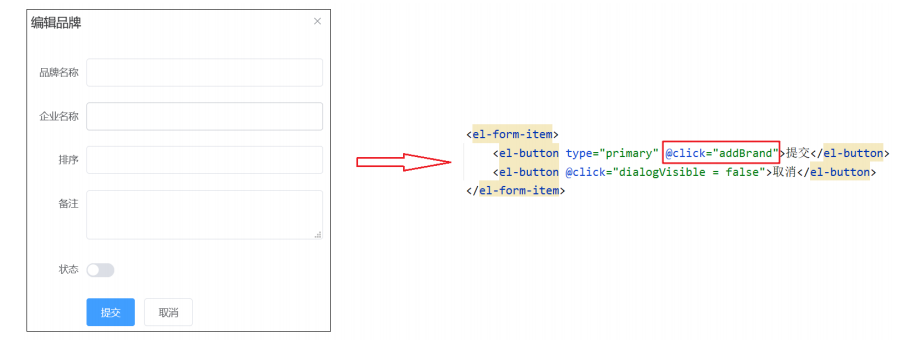 编辑品牌
品牌名称
企业名称
排序
备注
状态
提交 取消
<el-form-item>
<el-button type="primary" @click="addBrand">提交</el-button>
<el-button @click="dialogVisible = false">取消</el-button>
</el-form-item>